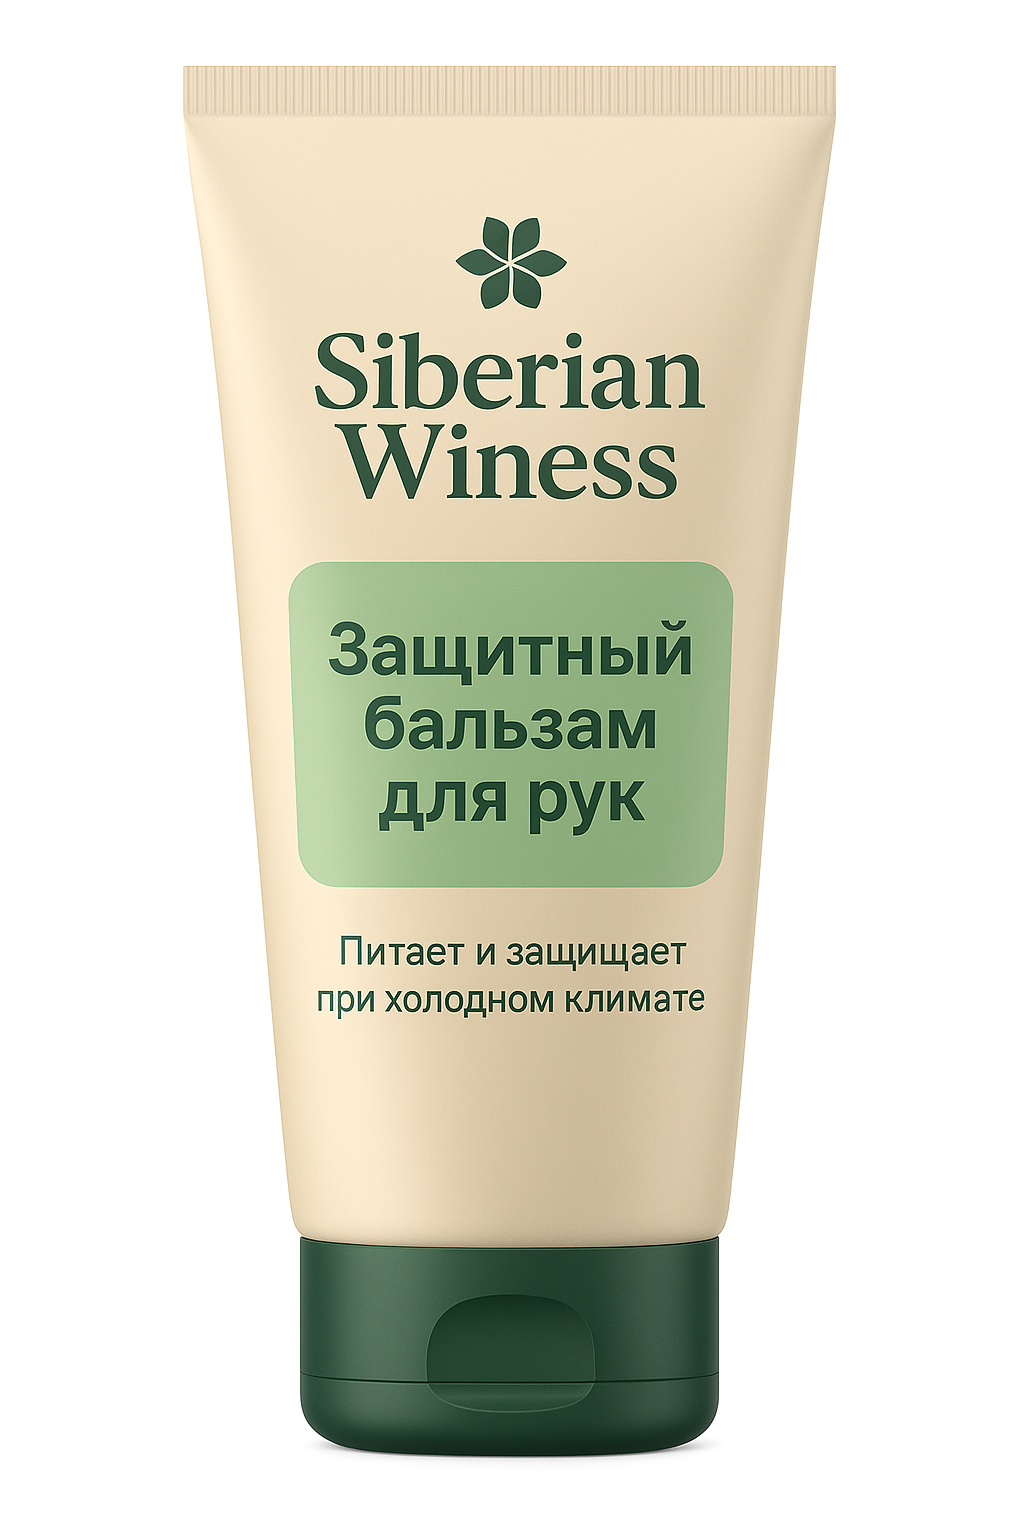 Siberian
Winess
Защитный
бальзам
для рук
Питает и защищает
при холодном климате